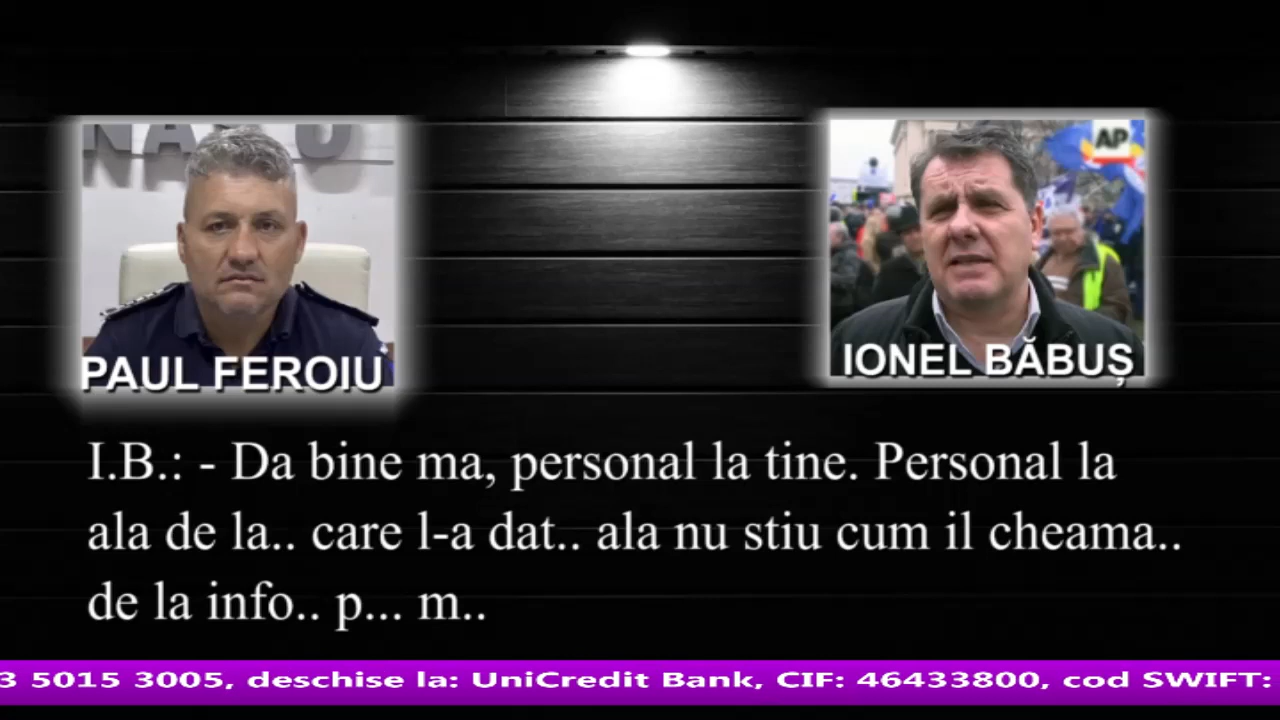 NA
U
AP
PAUL FEROIU
IONEL BĂBUȘ
I.B.: - Da bine ma, personal la tine. Personal la
ala de la.. care l-a dat.. ala nu stiu cum il cheama..
de la info.. p... m..
3 5015 3005, deschise la: UniCredit Bank, CIF: 46433800, cod SWIFT: